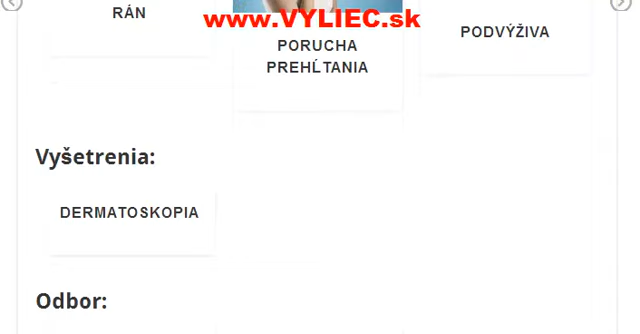 RÁN
www.VYLIEC.sk
PORUCHA
PREHĹTANIA
PODVÝŽIVA
Vyšetrenia:
DERMATOSKOPIA
Odbor: